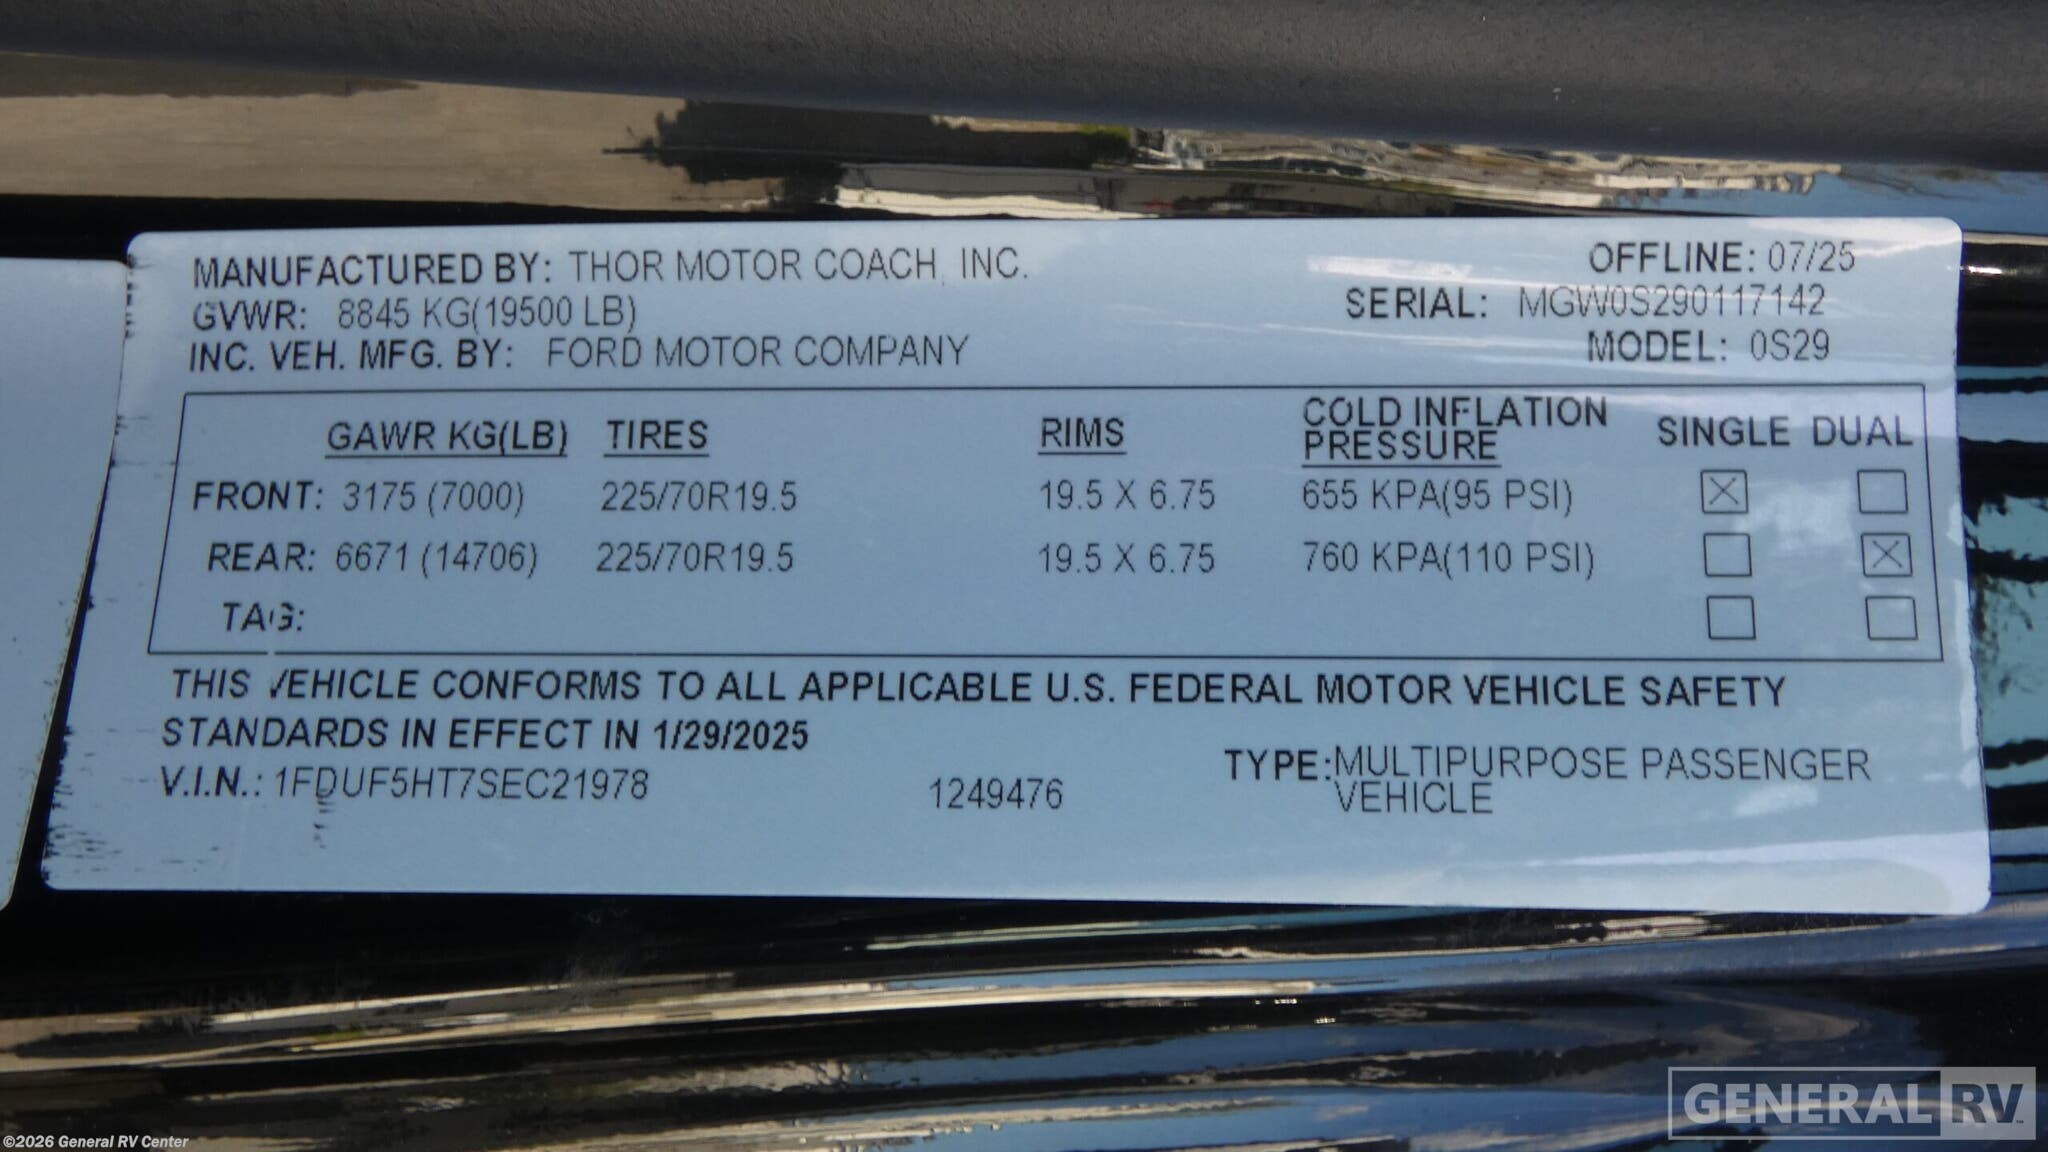 MANUFACTURED BY: THOR MOTOR COACH, INC.
OFFLINE: 07/25
GVWR: 8845 KG(19500 LB)
SERIAL: MGW0S290117142
INC. VEH. MFG. BY: FORD MOTOR COMPANY
MODEL: 0S29
GAWR KG(LB) TIRES RIMS COLD INFLATION PRESSURE SINGLE DUAL
FRONT: 3175 (7000) 225/70R19.5 19.5 X 6.75 655 KPA(95 PSI) ☒ ☐
REAR: 6671 (14706) 225/70R19.5 19.5 X 6.75 760 KPA(110 PSI) ☐ ☒
TAG: ☐ ☐
THIS VEHICLE CONFORMS TO ALL APPLICABLE U.S. FEDERAL MOTOR VEHICLE SAFETY
STANDARDS IN EFFECT IN 1/29/2025
V.I.N.: 1FDUF5HT7SEC21978 1249476 TYPE: MULTIPURPOSE PASSENGER
VEHICLE
GENERAL RV
©2026 General RV Center